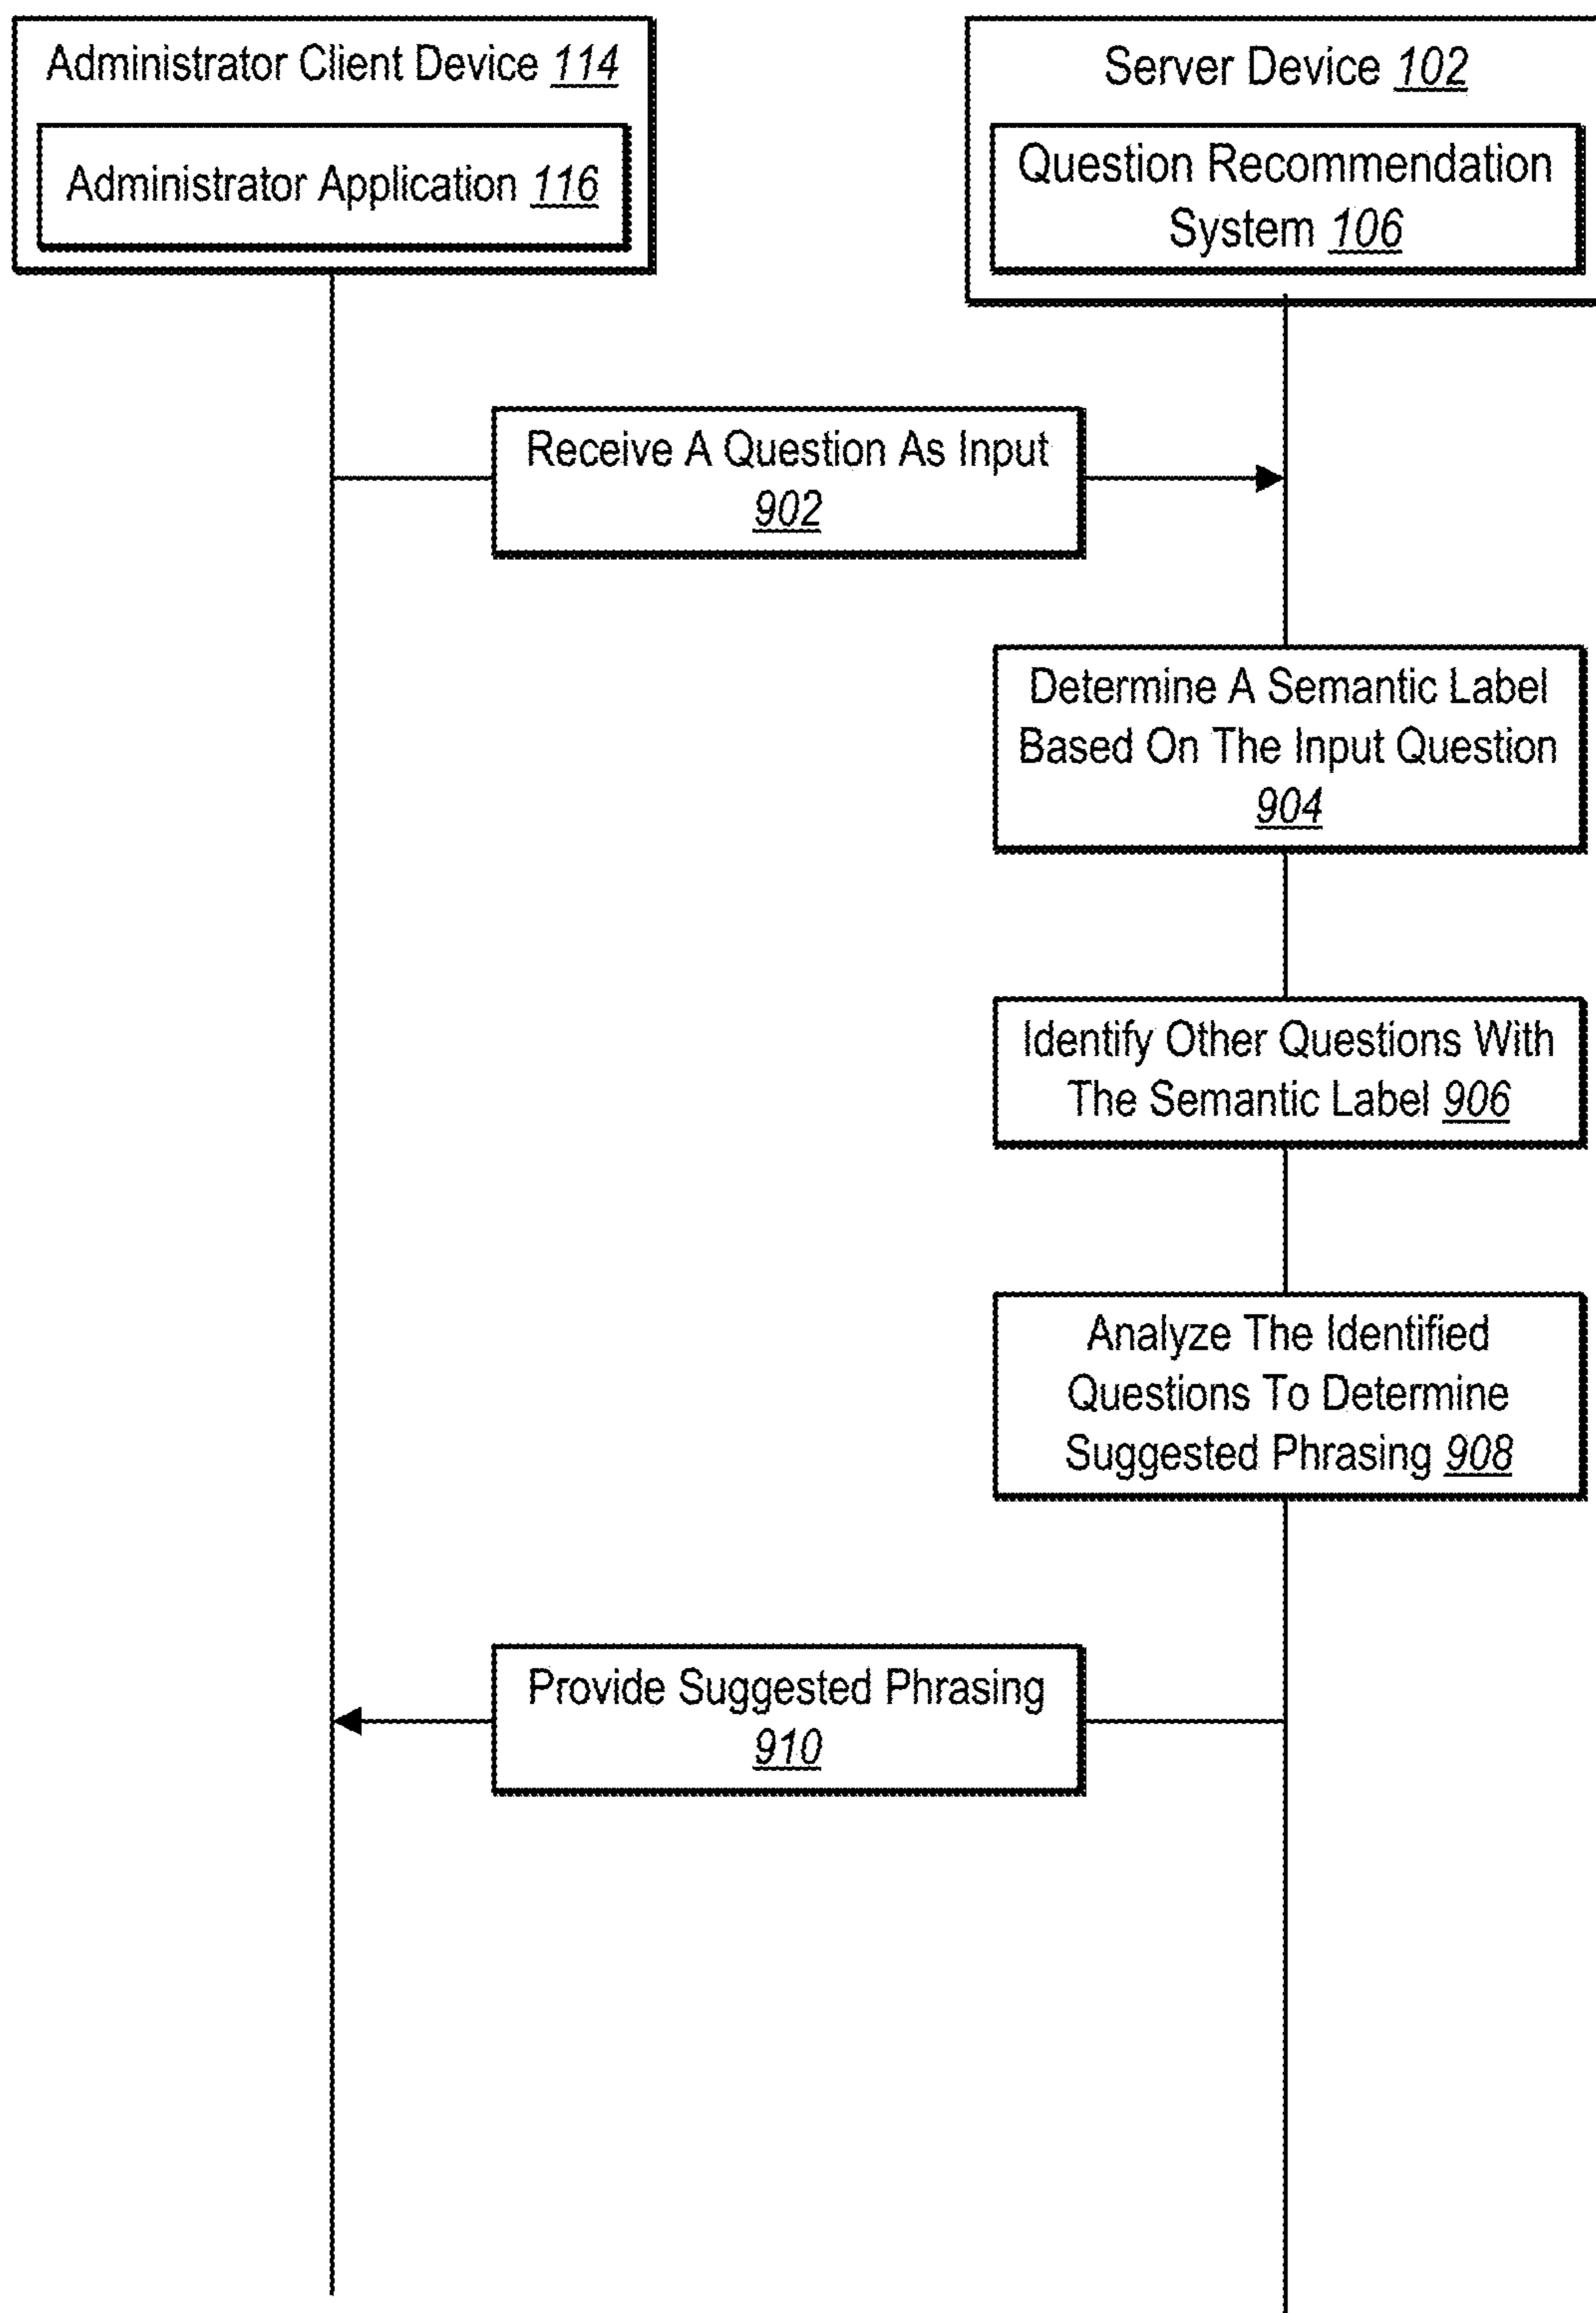 Administrator Client Device 114
Administrator Application 116
Server Device 102
Question Recommendation
System 106
Receive A Question As Input
902
Determine A Semantic Label
Based On The Input Question
904
Identify Other Questions With
The Semantic Label 906
Analyze The Identified
Questions To Determine
Suggested Phrasing 908
Provide Suggested Phrasing
910